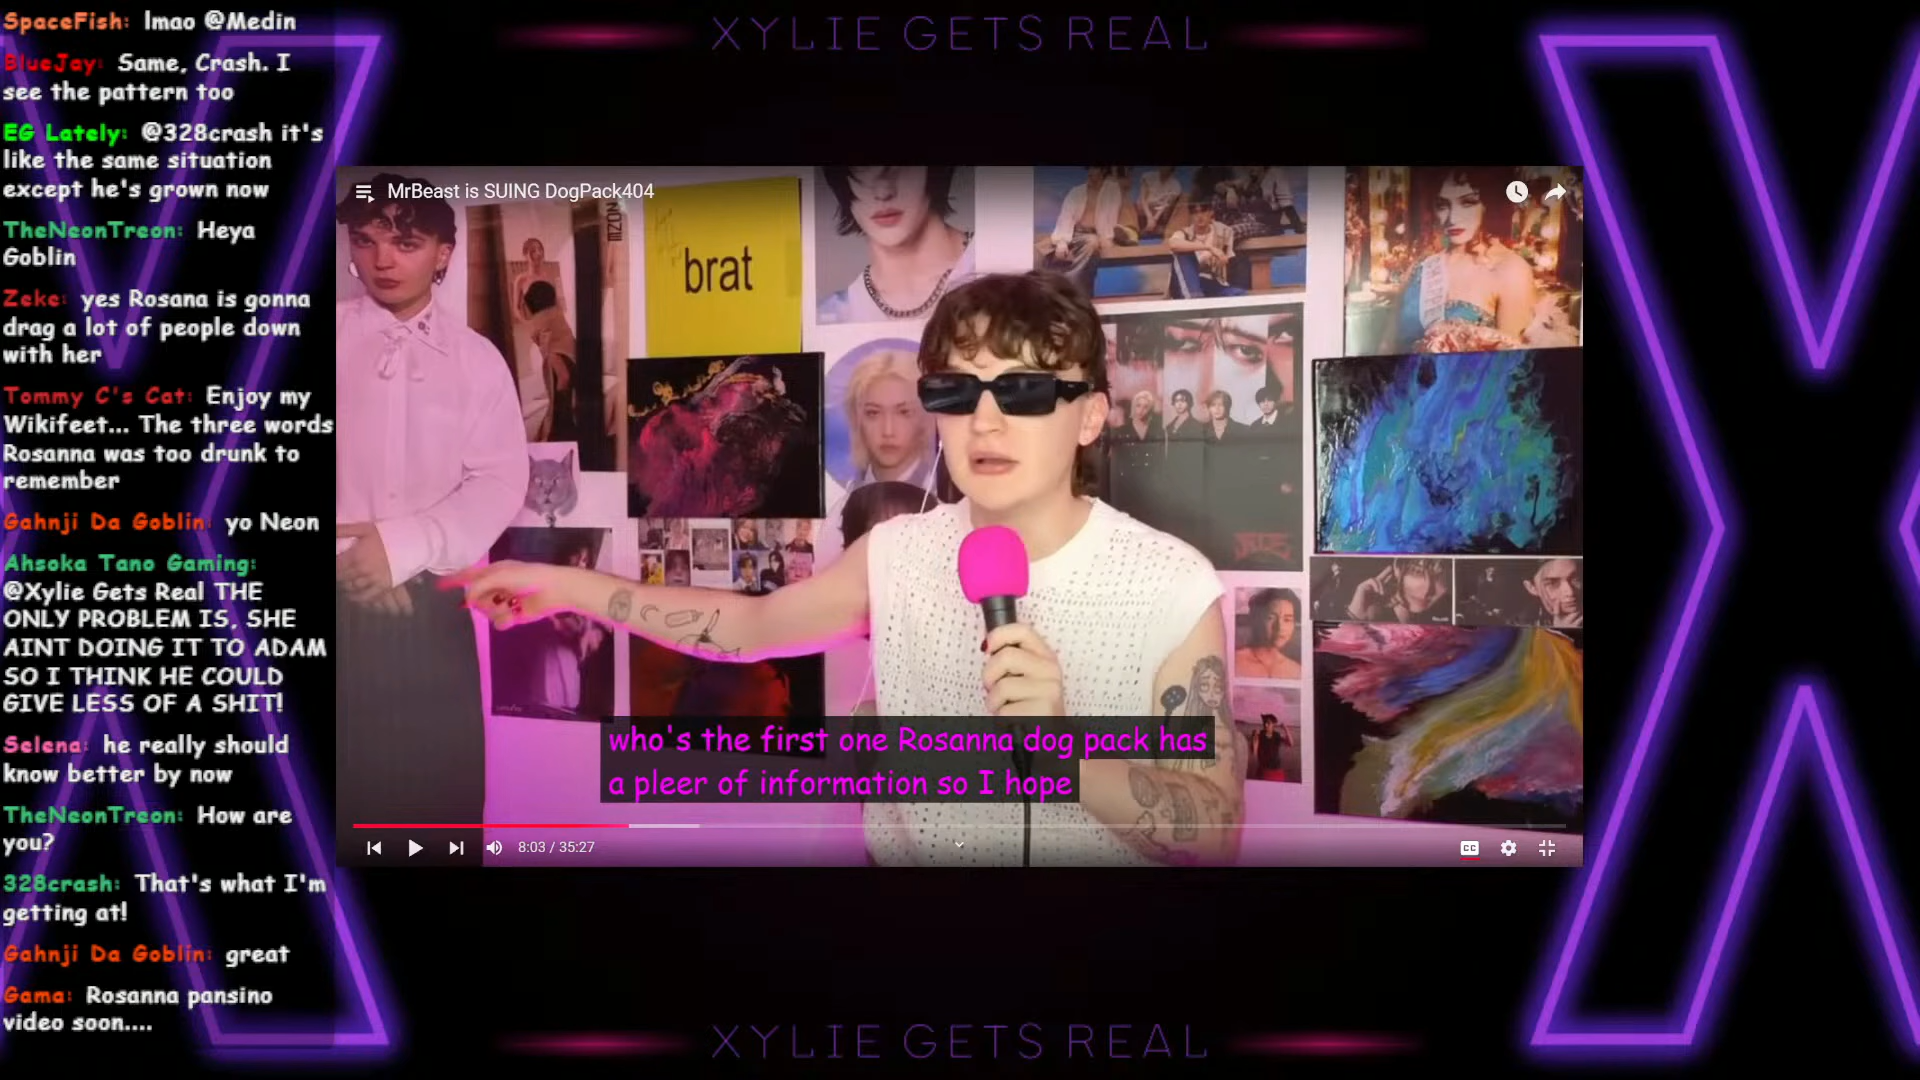 XYLIE GETS REAL
SpaceFish: lmao @Medin
BlueJay: Same, Crash. I
see the pattern too
EG Lately: @328crash it's
like the same situation
except he's grown now
TheNeonTreon: Heya
Goblin
Zeke: yes Rosana is gonna
drag a lot of people down
with her
Tommy C's Cat: Enjoy my
Wikifeet... The three words
Rosanna was too drunk to
remember
Gahnji Da Goblin: yo Neon
Ahsoka Tano Gaming:
@Xylie Gets Real THE
ONLY PROBLEM IS, SHE
AINT DOING IT TO ADAM
SO I THINK HE COULD
GIVE LESS OF A SHIT!
Selena: he really should
know better by now
TheNeonTreon: How are
you?
328crash: That's what I'm
getting at!
Gahnji Da Goblin: great
Gama: Rosanna pansino
video soon....
MrBeast is SUING DogPack404
brat
who's the first one Rosanna dog pack has
a pleer of information so I hope
8:03 / 35:27
CC
XYLIE GETS REAL